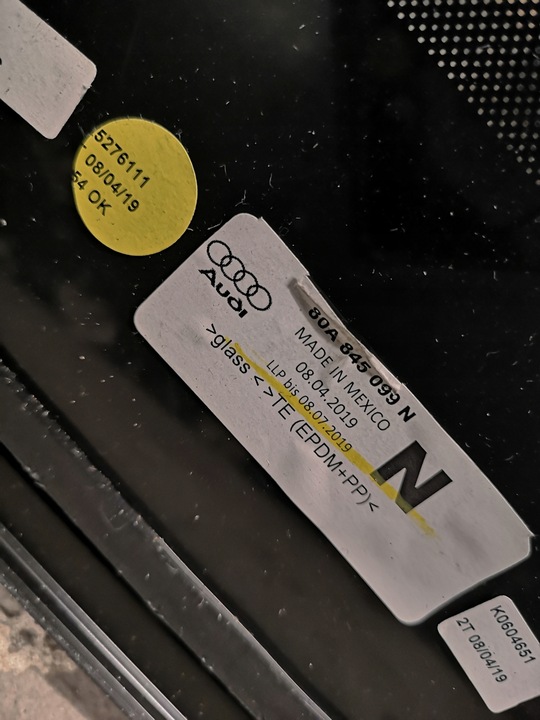 5276111
08/04/19
54 OK
Audi
80A 845 099 N
MADE IN MEXICO
08.04.2019
LLP bis 08.07.2019
>glass < >TE (EPDM+PP)<
N
K0604651
2T 08/04/19